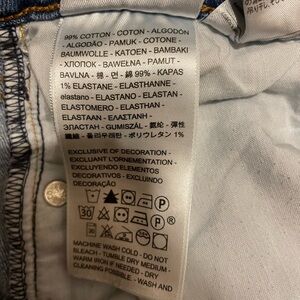 99% COTTON - COTON - ALGODON
ALGODÃO - PAMUK - COTONE -
BAUMWOLLE - KATOEN - BAMBAKI
- ХЛОПОК - BAWEŁNA - PAMUT -
BAVLNA - 棉 - 면 - 綿 99% - KAPAS
1% ELASTANE - ELASTHANNE -
elastano - ELASTANO - ELASTAN -
ELASTOMERO - ELASTHAN -
ELASTAAN - ΕΛΑΣΤΑΝΗ -
ЭЛАСТАН - GUMISZÁL - 氨纶 - 彈性
纖維 - 폴리우레탄 - ポリウレタン 1%
EXCLUSIVE OF DECORATION -
EXCLUANT L'ORNEMENTATION -
EXCLUYENDO ELEMENTOS
DECORATIVOS - EXCLUINDO
DECORAÇÃO
30
P
P
MACHINE WASH COLD - DO NOT
BLEACH - TUMBLE DRY MEDIUM -
WARM IRON IF NEEDED - DRY
CLEANING POSSIBLE - WASH AND